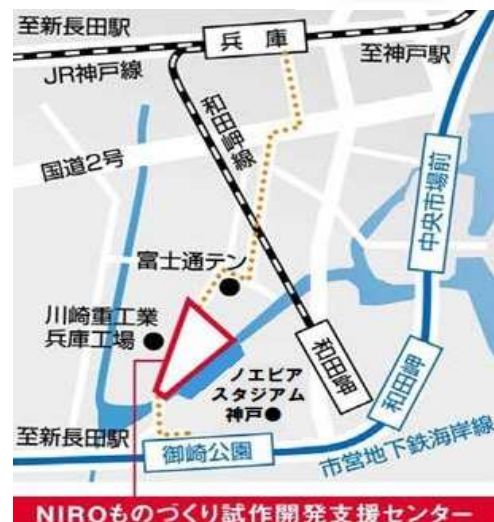 至新長田駅
兵庫
至神戸駅
JR神戸線
和田岬線
国道2号
中央市場前
富士通テン
川崎重工業
兵庫工場
ノエビア
スタジアム
神戸
和田岬
和田岬
至新長田駅
御崎公園
市営地下鉄海岸線
NIROものづくり試作開発支援センター